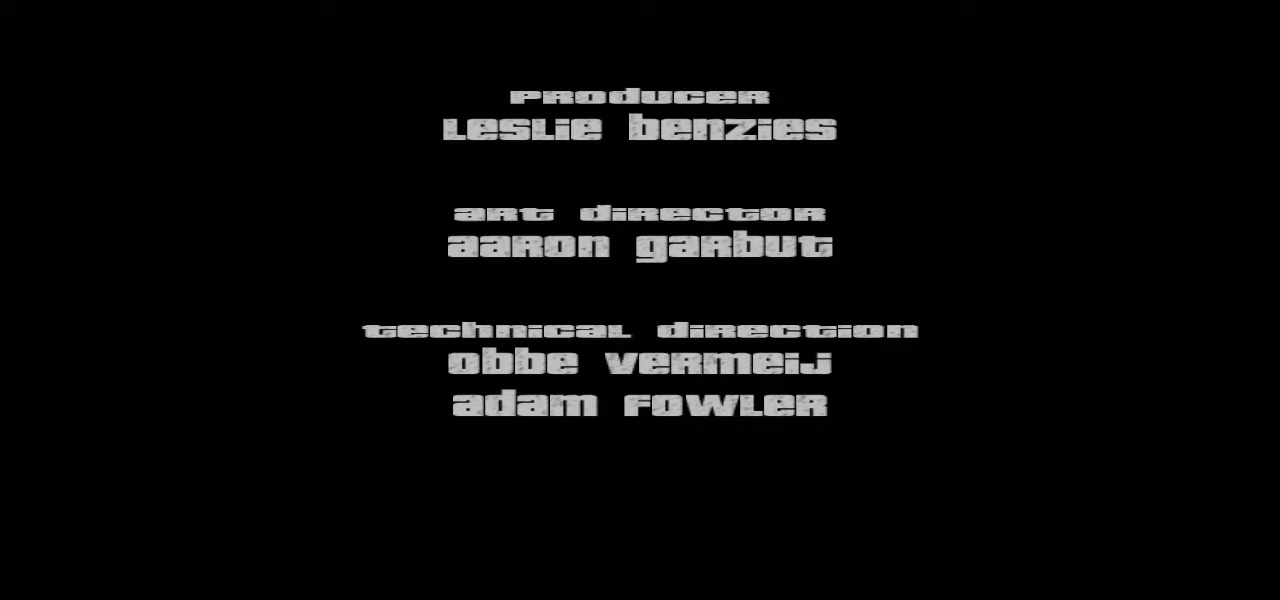 PRODUCER
LESLIE BENZIES
ART DIRECTOR
AARON GARBUT
TECHNICAL DIRECTION
OBBE VERMEIJ
ADAM FOWLER